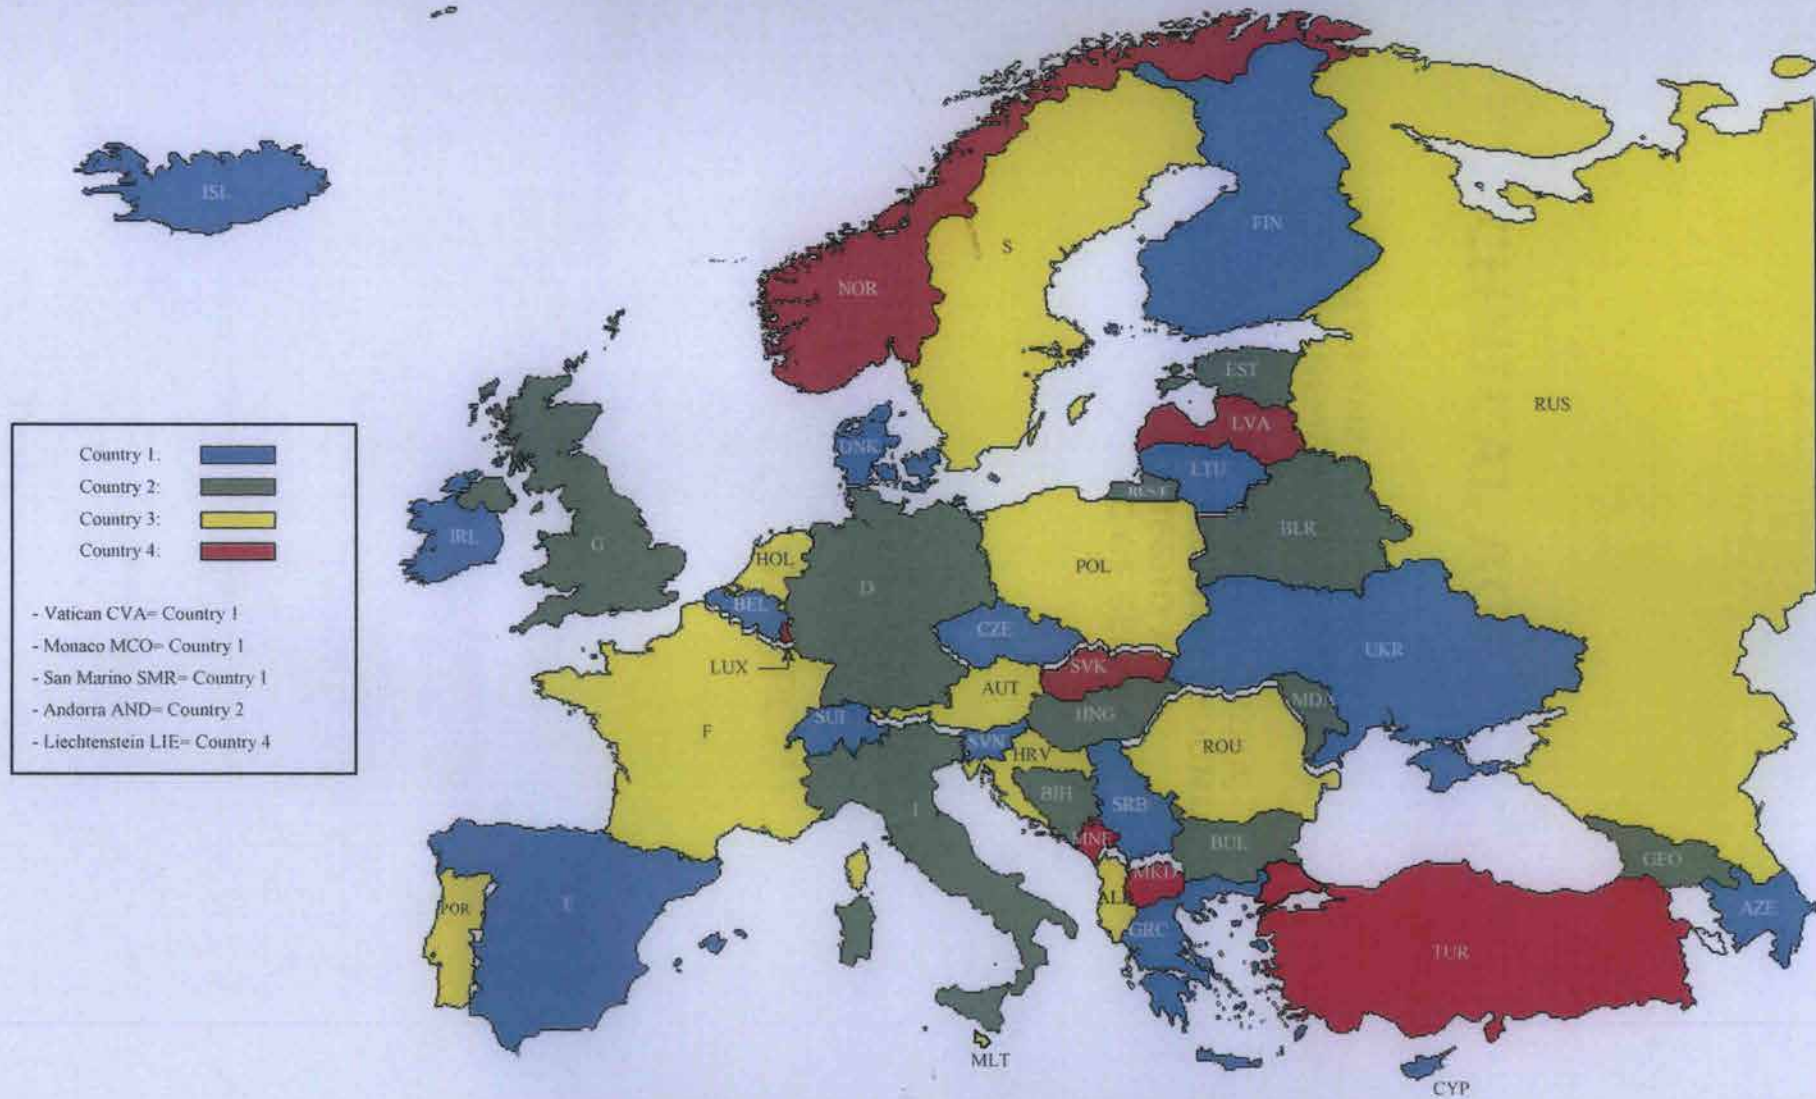 ISL
FIN
S
NOR
EST
RUS
LVA
DNK
LTU
Country 1:
Country 2:
Country 3:
Country 4:
IRL
G
HOL
D
POL
BLR
BEL
CZE
- Vatican CVA= Country 1
- Monaco MCO= Country 1
- San Marino SMR= Country 1
- Andorra AND= Country 2
- Liechtenstein LIE= Country 4
LUX
SVK
UKR
AUT
F
SUI
HNG
MDA
SVN
HRV
ROU
BIH
SRB
I
MNE
BUL
GEO
MKD
POR
E
GRC
AZE
TUR
MLT
CYP